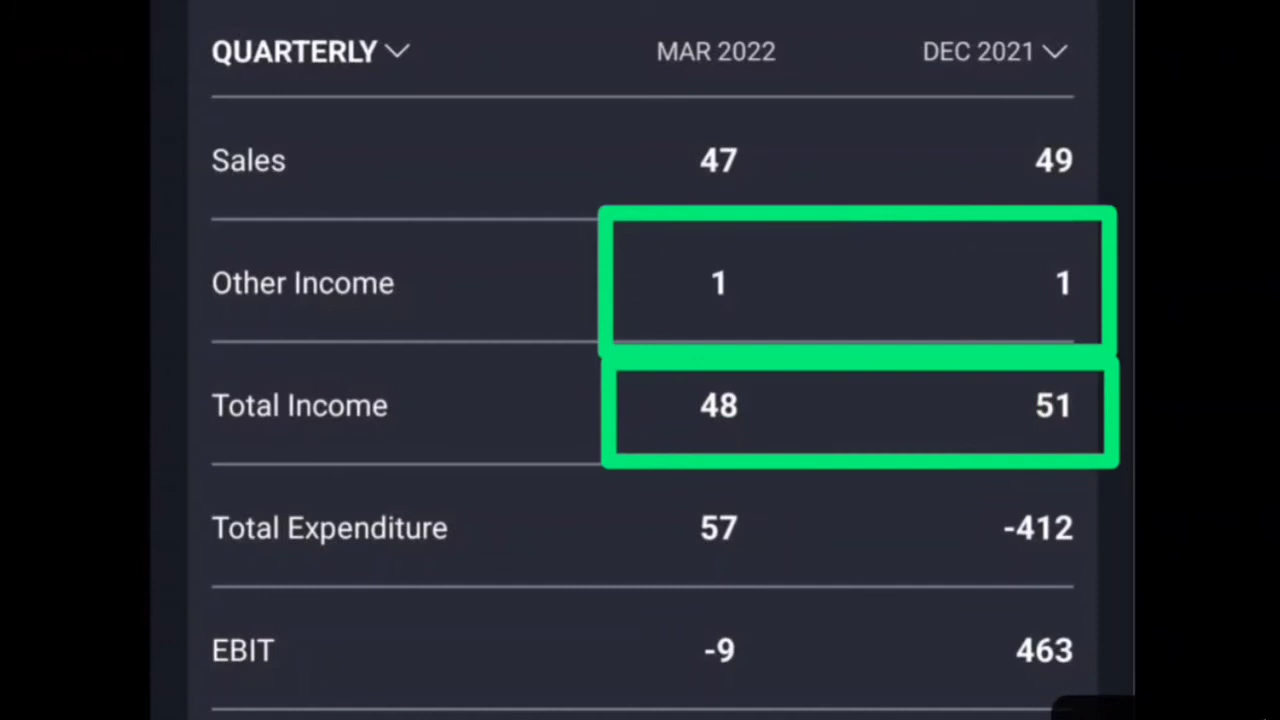 QUARTERLY MAR 2022 DEC 2021
Sales 47 49
Other Income 1 1
Total Income 48 51
Total Expenditure 57 -412
EBIT -9 463